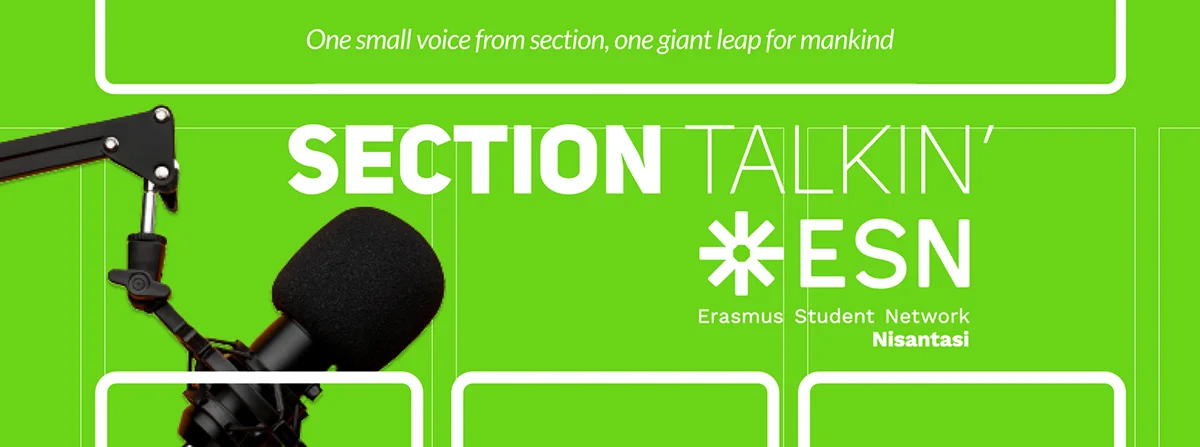 One small voice from section, one giant leap for mankind
SECTION TALKIN’
ESN
Erasmus Student Network
Nisantasi